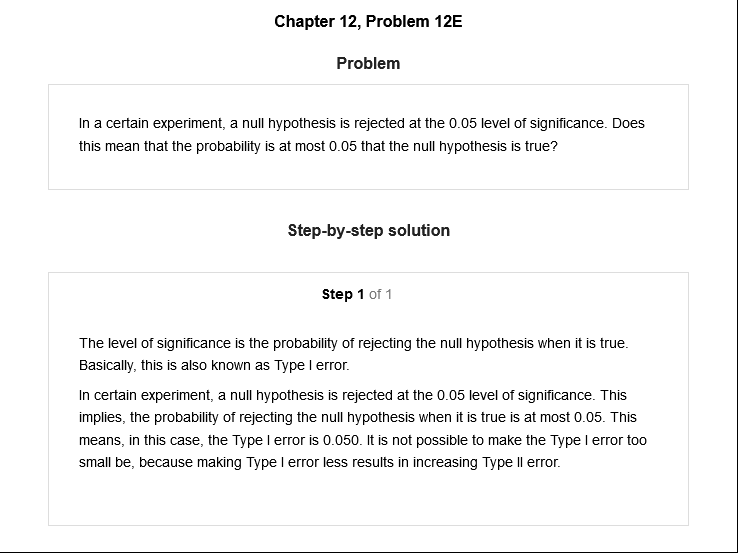 Chapter 12, Problem 12E
Problem
In a certain experiment, a null hypothesis is rejected at the 0.05 level of significance. Does
this mean that the probability is at most 0.05 that the null hypothesis is true?
Step-by-step solution
Step 1 of 1
The level of significance is the probability of rejecting the null hypothesis when it is true.
Basically, this is also known as Type I error.
In certain experiment, a null hypothesis is rejected at the 0.05 level of significance. This
implies, the probability of rejecting the null hypothesis when it is true is at most 0.05. This
means, in this case, the Type I error is 0.050. It is not possible to make the Type I error too
small be, because making Type I error less results in increasing Type II error.